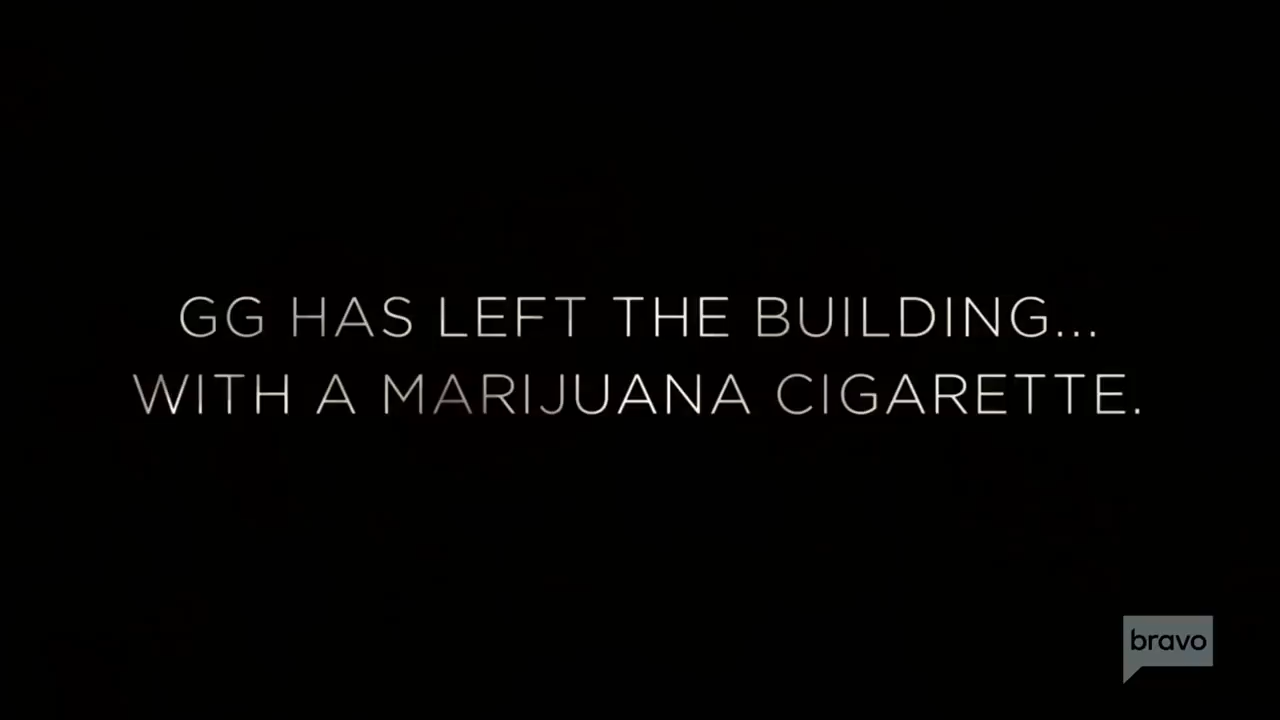 GG HAS LEFT THE BUILDING...
WITH A MARIJUANA CIGARETTE.
bravo